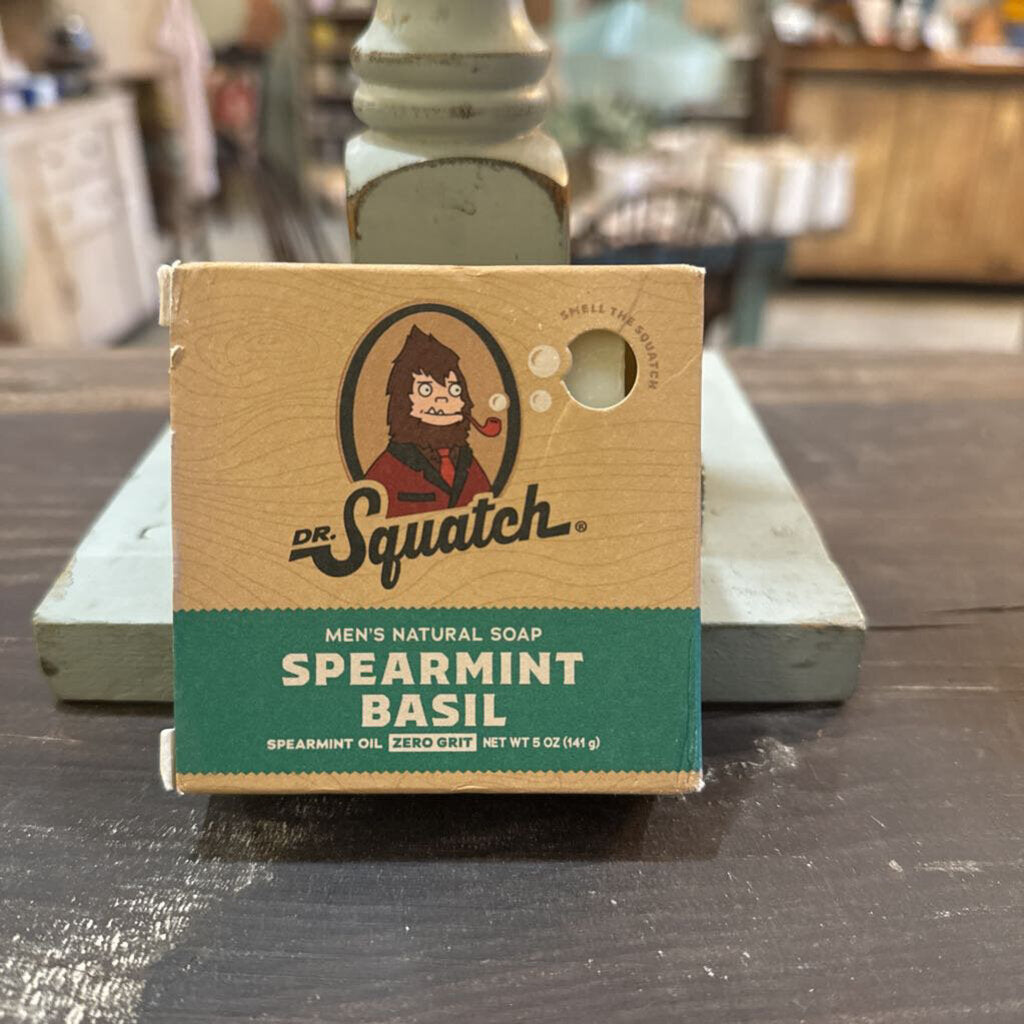 SMELL THE SQUATCH
DR. Squatch®
MEN'S NATURAL SOAP
SPEARMINT
BASIL
SPEARMINT OIL ZERO GRIT NET WT 5 OZ (141 g)